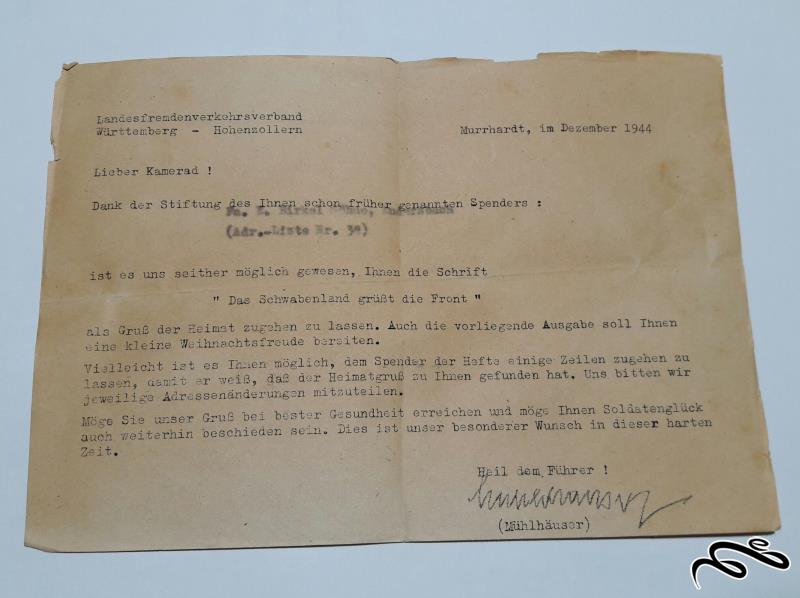 Landesfremdenverkehrsverband
Württemberg - Hohenzollern
Murrhardt, im Dezember 1944
Lieber Kamerad !
Dank der Stiftung des Ihnen schon früher genannten Spenders :
Fa. E. Birkel Söhne,
(Adr.-Liste Nr. 38)
ist es uns seither möglich gewesen, Ihnen die Schrift
" Das Schwabenland grüßt die Front "
als Gruß der Heimat zugehen zu lassen. Auch die vorliegende Ausgabe soll Ihnen
eine kleine Weihnachtsfreude bereiten.
Vielleicht ist es Ihnen möglich, dem Spender der Hefte einige Zeilen zugehen zu
lassen, damit er weiß, daß der Heimatgruß zu Ihnen gefunden hat. Uns bitten wir
jeweilige Adressenänderungen mitzuteilen.
Möge Sie unser Gruß bei bester Gesundheit erreichen und möge Ihnen Soldatenglück
auch weiterhin beschieden sein. Dies ist unser besonderer Wunsch in dieser harten
Zeit.
Heil dem Führer !
(Mühlhäuser)